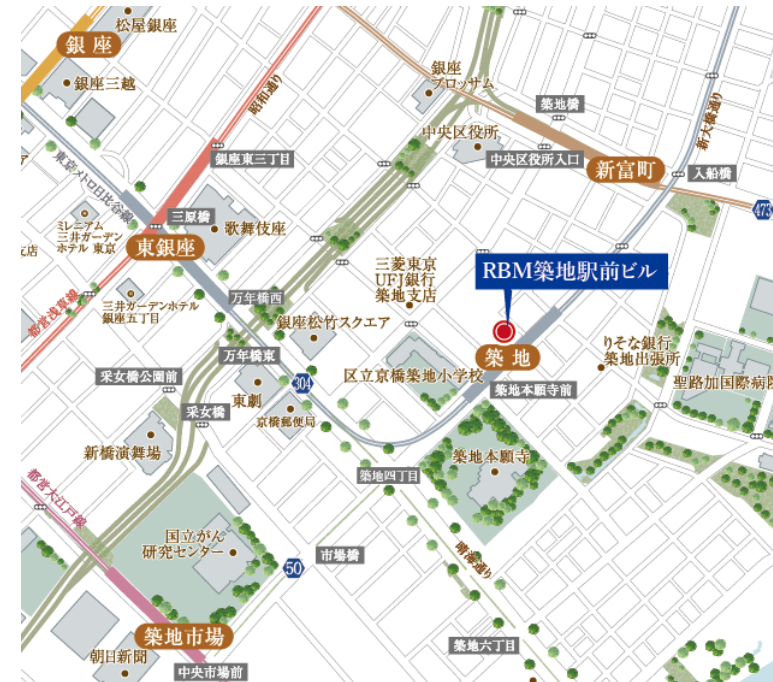 松屋銀座
銀座
銀座三越
昭和通り
銀座
ブロッサム
築地橋
新大橋通り
中央区役所
中央区役所入口
新富町
入船橋
銀座東三丁目
東京メトロ日比谷線
473
ミレニアム
三井ガーデン
ホテル 東京
支店
三原橋
歌舞伎座
東銀座
三菱東京
UFJ銀行
築地支店
RBM築地駅前ビル
都営浅草線
三井ガーデンホテル
銀座五丁目
万年橋西
銀座松竹スクエア
築地
りそな銀行
築地出張所
万年橋東
采女橋公園前
304
区立京橋築地小学校
築地本願寺前
聖路加国際病院
東劇
采女橋
京橋郵便局
新橋演舞場
築地本願寺
都営大江戸線
築地四丁目
国立がん
研究センター
市場橋
50
晴海通り
築地市場
築地六丁目
朝日新聞
中央市場前